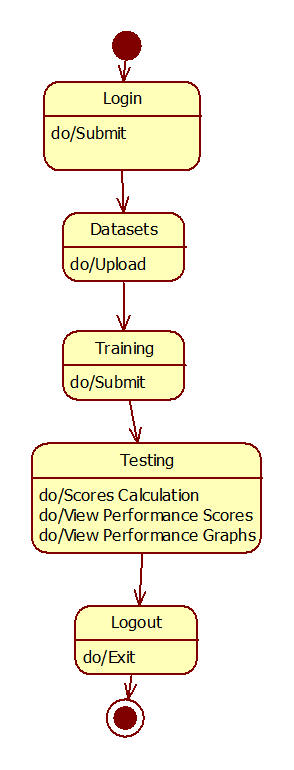 Login
do/Submit
Datasets
do/Upload
Training
do/Submit
Testing
do/Scores Calculation
do/View Performance Scores
do/View Performance Graphs
Logout
do/Exit